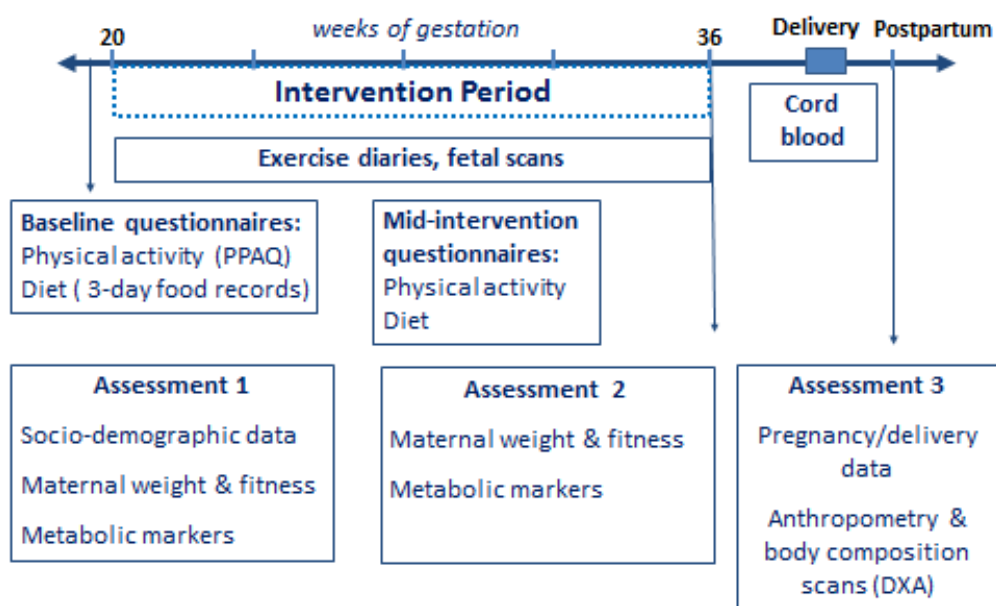 weeks of gestation
20
36
Delivery
Postpartum
Intervention Period
Cord
blood
Exercise diaries, fetal scans
Baseline questionnaires:
Physical activity (PPAQ)
Diet ( 3-day food records)
Mid-intervention
questionnaires:
Physical activity
Diet
Assessment 1
Socio-demographic data
Maternal weight & fitness
Metabolic markers
Assessment 2
Maternal weight & fitness
Metabolic markers
Assessment 3
Pregnancy/delivery
data
Anthropometry &
body composition
scans (DXA)